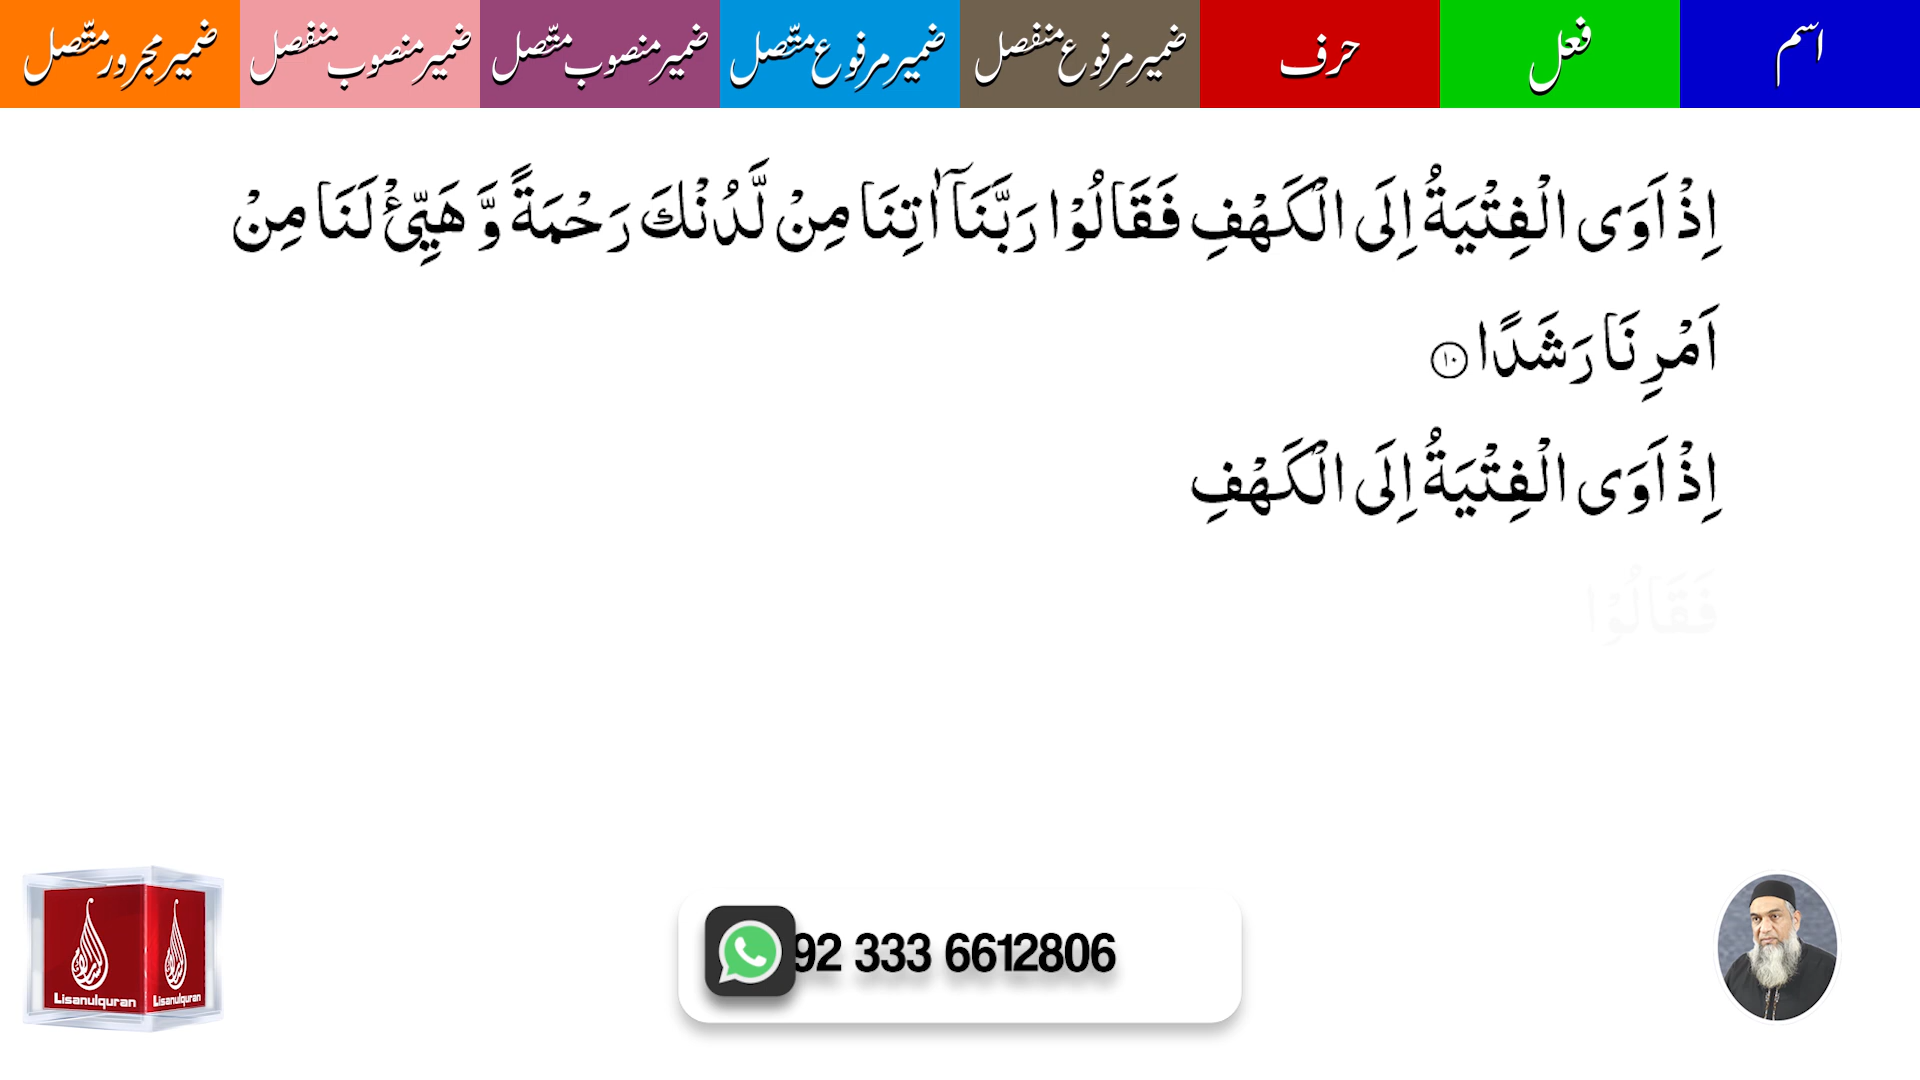 اسم فعل حرف ضمیر مرفوع منفصل ضمیر مرفوع متّصل ضمیر منصوب متّصل ضمیر منصوب منفصل ضمیر مجرور متّصل
اِذْ اَوَى الْفِتْيَةُ اِلَى الْكَهْفِ فَقَالُوْا رَبَّنَآ اٰتِنَا مِنْ لَّدُنْكَ رَحْمَةً وَّ هَيِّئْ لَنَا مِنْ
اَمْرِنَا رَشَدًا ۝۱۰
اِذْ اَوَى الْفِتْيَةُ اِلَى الْكَهْفِ
فَقَالُوْا
92 333 6612806
Lisanulquran Lisanulquran